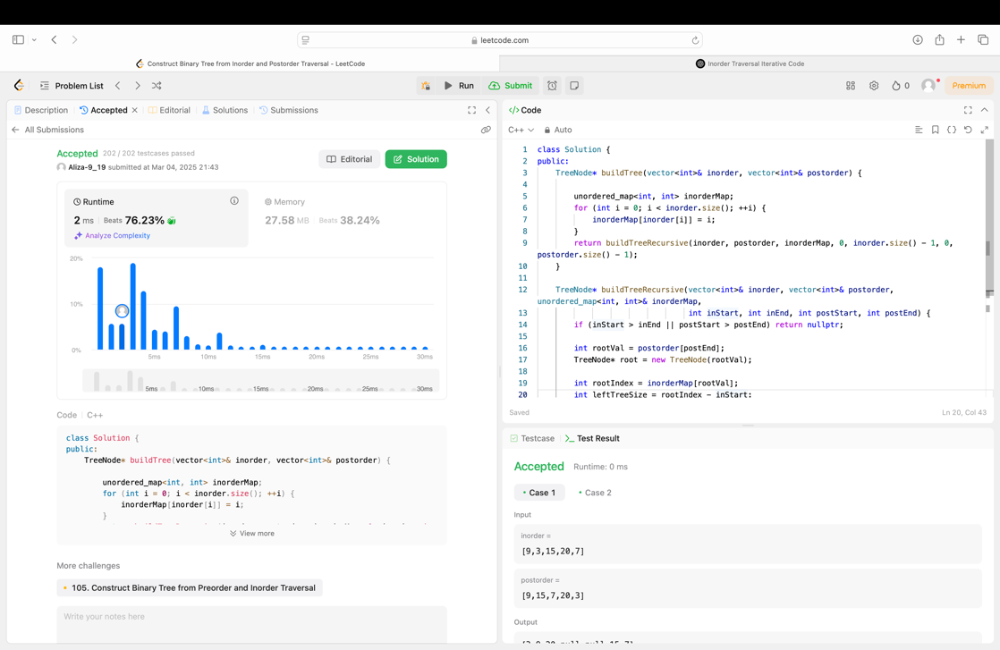 leetcode.com
Construct Binary Tree from Inorder and Postorder Traversal - LeetCode
Inorder Traversal Iterative Code
Problem List
Run
Submit
0
Premium
Description
Accepted
Editorial
Solutions
Submissions
All Submissions
Accepted 202 / 202 testcases passed
Aliza-9_19 submitted at Mar 04, 2025 21:43
Editorial
Solution
Runtime
2 ms Beats 76.23%
Analyze Complexity
Memory
27.58 MB Beats 38.24%
20%
10%
0%
5ms 10ms 15ms 20ms 25ms 30ms
5ms 10ms 15ms 20ms 25ms 30ms
Code C++
class Solution {
public:
    TreeNode* buildTree(vector<int>& inorder, vector<int>& postorder) {
        unordered_map<int, int> inorderMap;
        for (int i = 0; i < inorder.size(); ++i) {
            inorderMap[inorder[i]] = i;
        }
View more
More challenges
105. Construct Binary Tree from Preorder and Inorder Traversal
Write your notes here
</> Code
C++ Auto
1 class Solution {
2 public:
3     TreeNode* buildTree(vector<int>& inorder, vector<int>& postorder) {
4
5         unordered_map<int, int> inorderMap;
6         for (int i = 0; i < inorder.size(); ++i) {
7             inorderMap[inorder[i]] = i;
8         }
9         return buildTreeRecursive(inorder, postorder, inorderMap, 0, inorder.size() - 1, 0,
postorder.size() - 1);
10     }
11
12     TreeNode* buildTreeRecursive(vector<int>& inorder, vector<int>& postorder,
unordered_map<int, int>& inorderMap,
13                                  int inStart, int inEnd, int postStart, int postEnd) {
14         if (inStart > inEnd || postStart > postEnd) return nullptr;
15
16         int rootVal = postorder[postEnd];
17         TreeNode* root = new TreeNode(rootVal);
18
19         int rootIndex = inorderMap[rootVal];
20         int leftTreeSize = rootIndex - inStart;
Saved
Ln 20, Col 43
Testcase
Test Result
Accepted Runtime: 0 ms
• Case 1 • Case 2
Input
inorder =
[9,3,15,20,7]
postorder =
[9,15,7,20,3]
Output